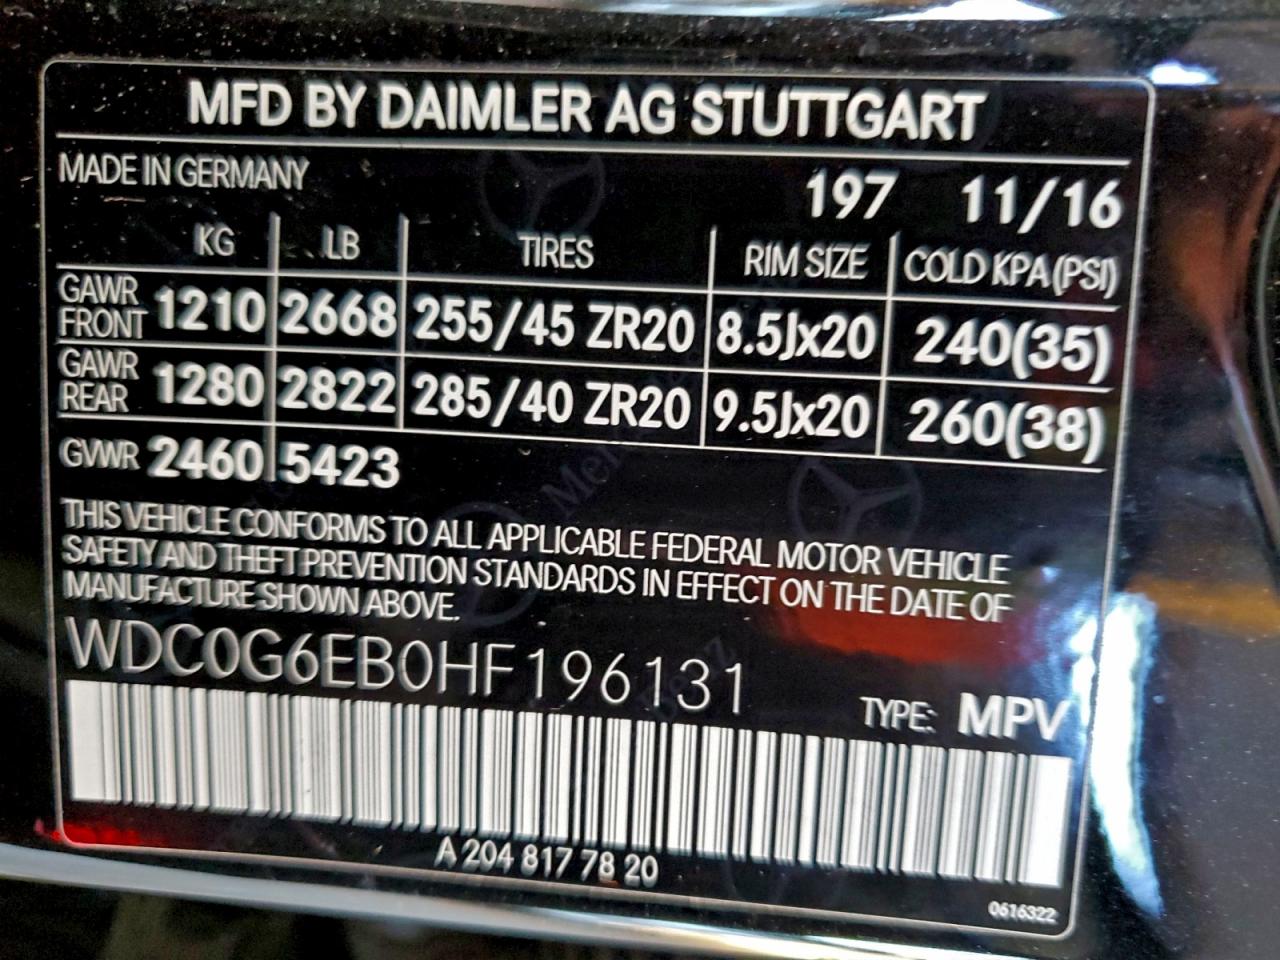 MFD BY DAIMLER AG STUTTGART
MADE IN GERMANY 197 11/16
KG LB TIRES RIM SIZE COLD KPA (PSI)
GAWR FRONT 1210 2668 255/45 ZR20 8.5Jx20 240(35)
GAWR REAR 1280 2822 285/40 ZR20 9.5Jx20 260(38)
GVWR 2460 5423
THIS VEHICLE CONFORMS TO ALL APPLICABLE FEDERAL MOTOR VEHICLE
SAFETY AND THEFT PREVENTION STANDARDS IN EFFECT ON THE DATE OF
MANUFACTURE SHOWN ABOVE.
WDC0G6EB0HF196131
TYPE: MPV
A 204 817 78 20
0616322